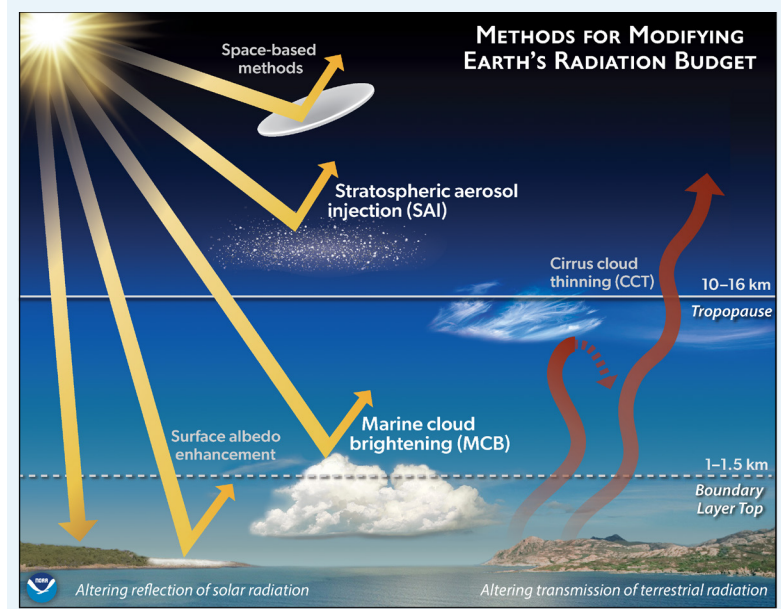 METHODS FOR MODIFYING
EARTH'S RADIATION BUDGET
Space-based
methods
Stratospheric aerosol
injection (SAI)
Cirrus cloud
thinning (CCT)
10–16 km
Tropopause
Marine cloud
brightening (MCB)
Surface albedo
enhancement
1–1.5 km
Boundary
Layer Top
NOAA
Altering reflection of solar radiation
Altering transmission of terrestrial radiation